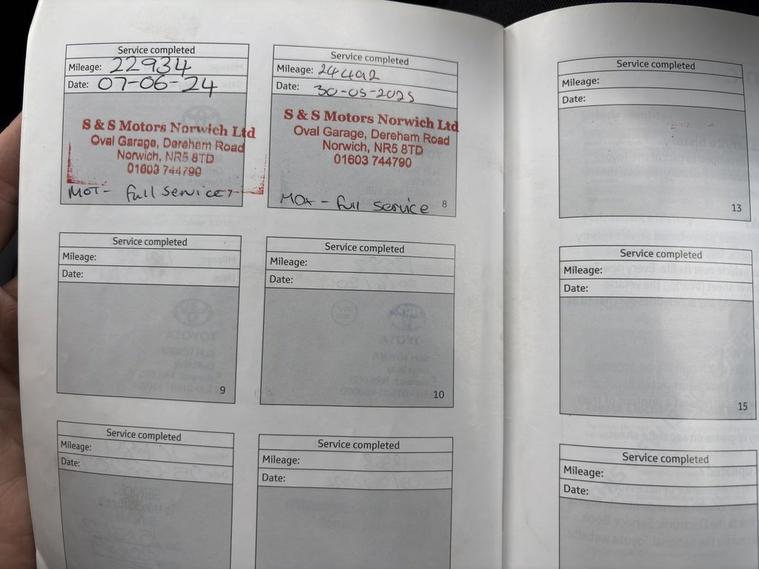 Service completed
Mileage: 22934
Date: 07-06-24
S & S Motors Norwich Ltd
Oval Garage, Dereham Road
Norwich, NR5 8TD
01603 744790
MOT- full service
Service completed
Mileage: 24492
Date: 30-05-2025
S & S Motors Norwich Ltd
Oval Garage, Dereham Road
Norwich, NR5 8TD
01603 744790
MOT - full service
8
Service completed
Mileage:
Date:
13
Service completed
Mileage:
Date:
9
Service completed
Mileage:
Date:
10
Service completed
Mileage:
Date:
15
Service completed
Mileage:
Date:
Service completed
Mileage:
Date:
Service completed
Mileage:
Date: